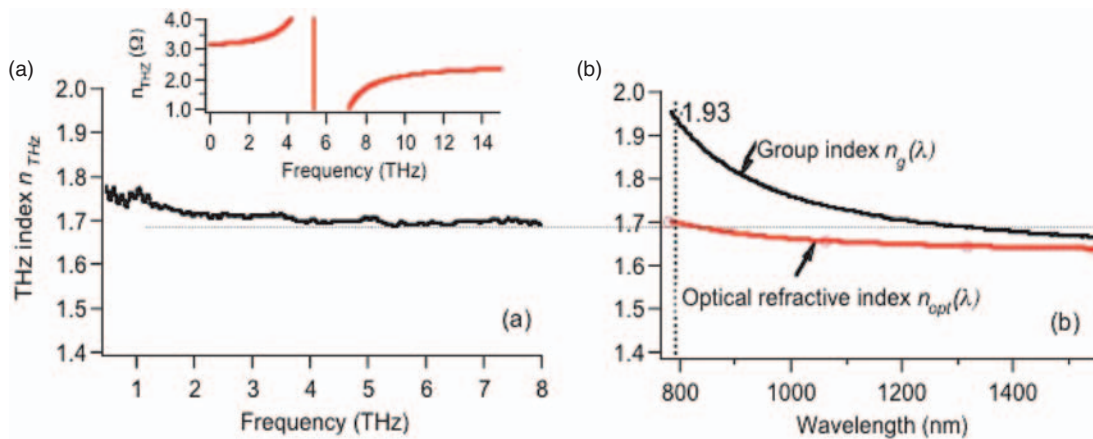 (a)
n_THZ (Ω)
4.0
3.0
2.0
1.0
0 2 4 6 8 10 12 14
Frequency (THz)
THz index n_THz
2.0
1.9
1.8
1.7
1.6
1.5
1.4
(a)
1 2 3 4 5 6 7 8
Frequency (THz)
(b)
2.0
1.9
1.8
1.7
1.6
1.5
1.4
1.93
Group index n_g(λ)
Optical refractive index n_opt(λ)
(b)
800 1000 1200 1400
Wavelength (nm)